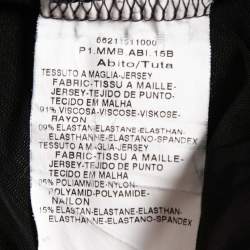 66211511000
P1.MMB.ABI.15B
Abito/Tuta
TESSUTO A MAGLIA-JERSEY
FABRIC-TISSU A MAILLE-
JERSEY-TEJIDO DE PUNTO-
TECIDO EM MALHA
91% VISCOSA-VISCOSE-VISKOSE-
RAYON
09% ELASTAN-ELASTANE-ELASTHAN-
ELASTHANNE-ELASTANO-SPANDEX
TESSUTO A MAGLIA-JERSEY
FABRIC-TISSU A MAILLE-
JERSEY-TEJIDO DE PUNTO-
TECIDO EM MALHA
85% POLIAMIDE-NYLON-
POLYAMID-POLYAMIDE-
NAILON
15% ELASTAN-ELASTANE-ELASTHAN-
ELASTHANNE-ELASTANO-SPANDEX